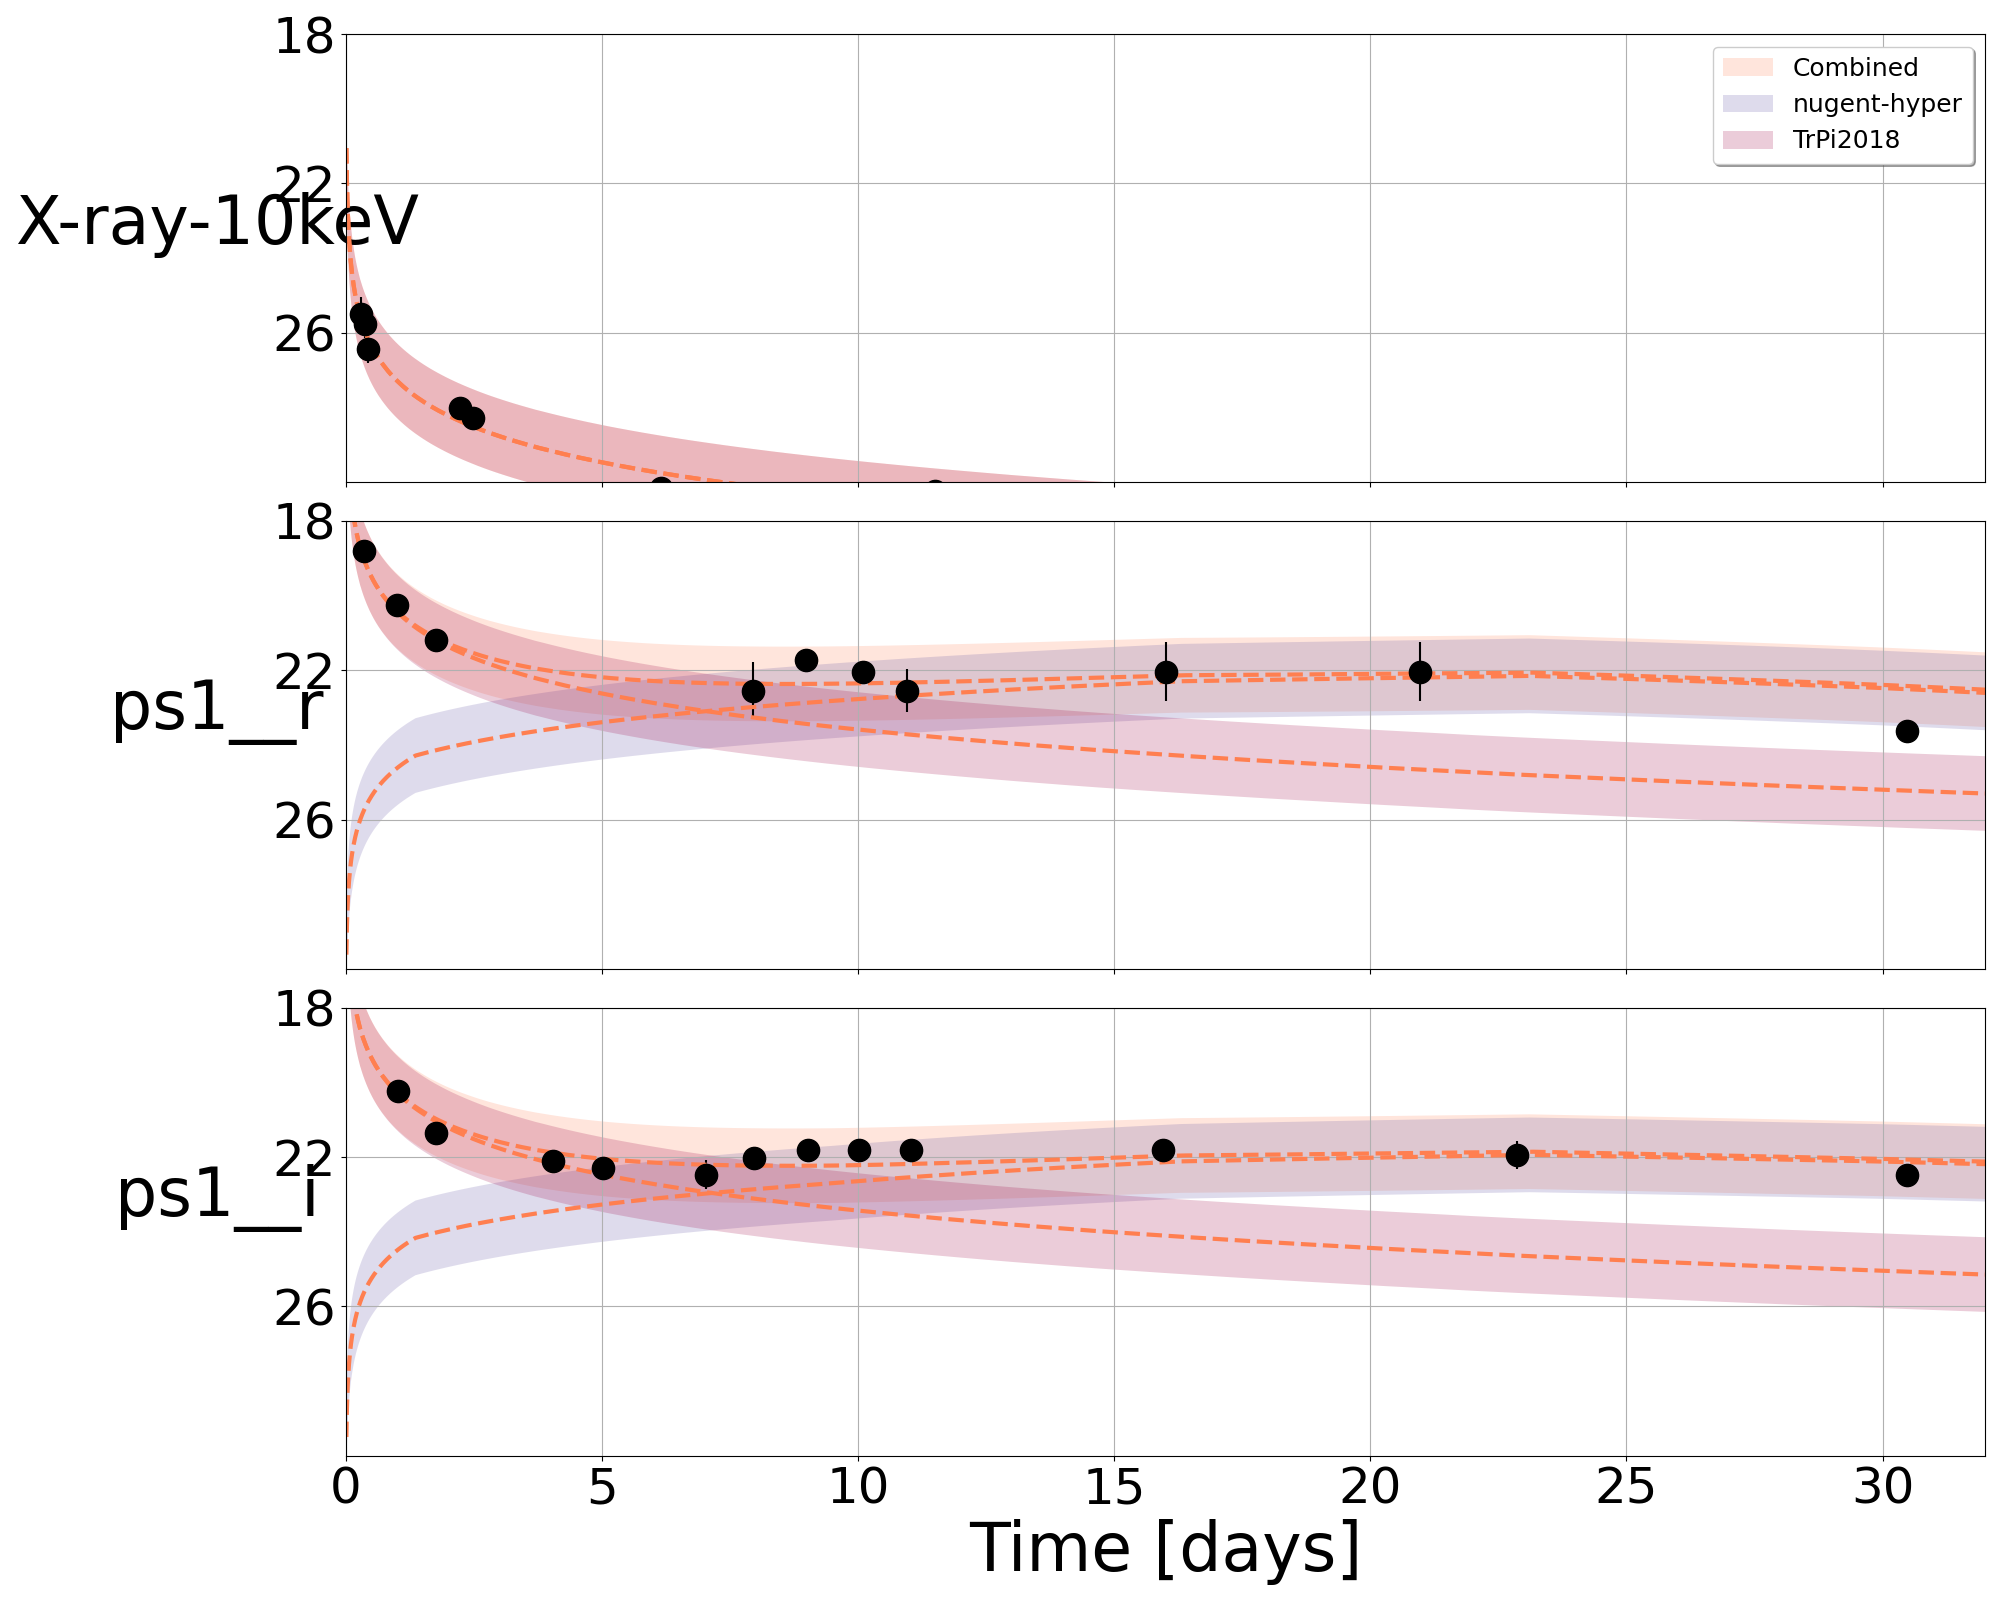 18
22
26
X-ray-10keV
Combined
nugent-hyper
TrPi2018
18
22
26
ps1__r
18
22
26
ps1__i
0 5 10 15 20 25 30
Time [days]